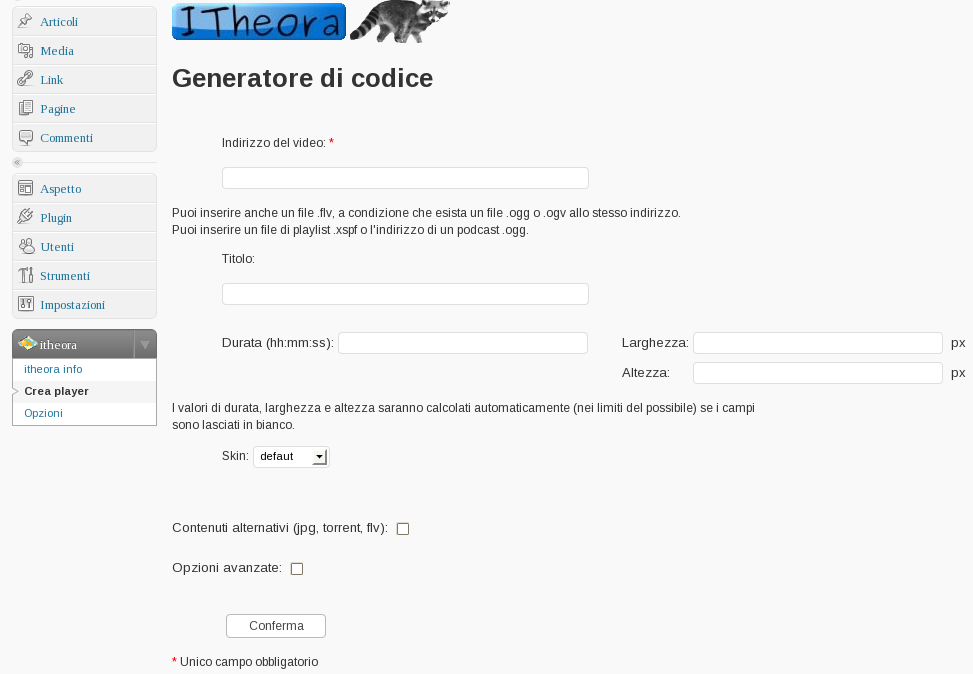 Articoli
Media
Link
Pagine
Commenti
«
Aspetto
Plugin
Utenti
Strumenti
Impostazioni
itheora
itheora info
Crea player
Opzioni
ITheora
Generatore di codice
Indirizzo del video: *
Puoi inserire anche un file .flv, a condizione che esista un file .ogg o .ogv allo stesso indirizzo.
Puoi inserire un file di playlist .xspf o l'indirizzo di un podcast .ogg.
Titolo:
Durata (hh:mm:ss):
Larghezza: px
Altezza: px
I valori di durata, larghezza e altezza saranno calcolati automaticamente (nei limiti del possibile) se i campi
sono lasciati in bianco.
Skin: defaut
Contenuti alternativi (jpg, torrent, flv):
Opzioni avanzate:
Conferma
* Unico campo obbligatorio